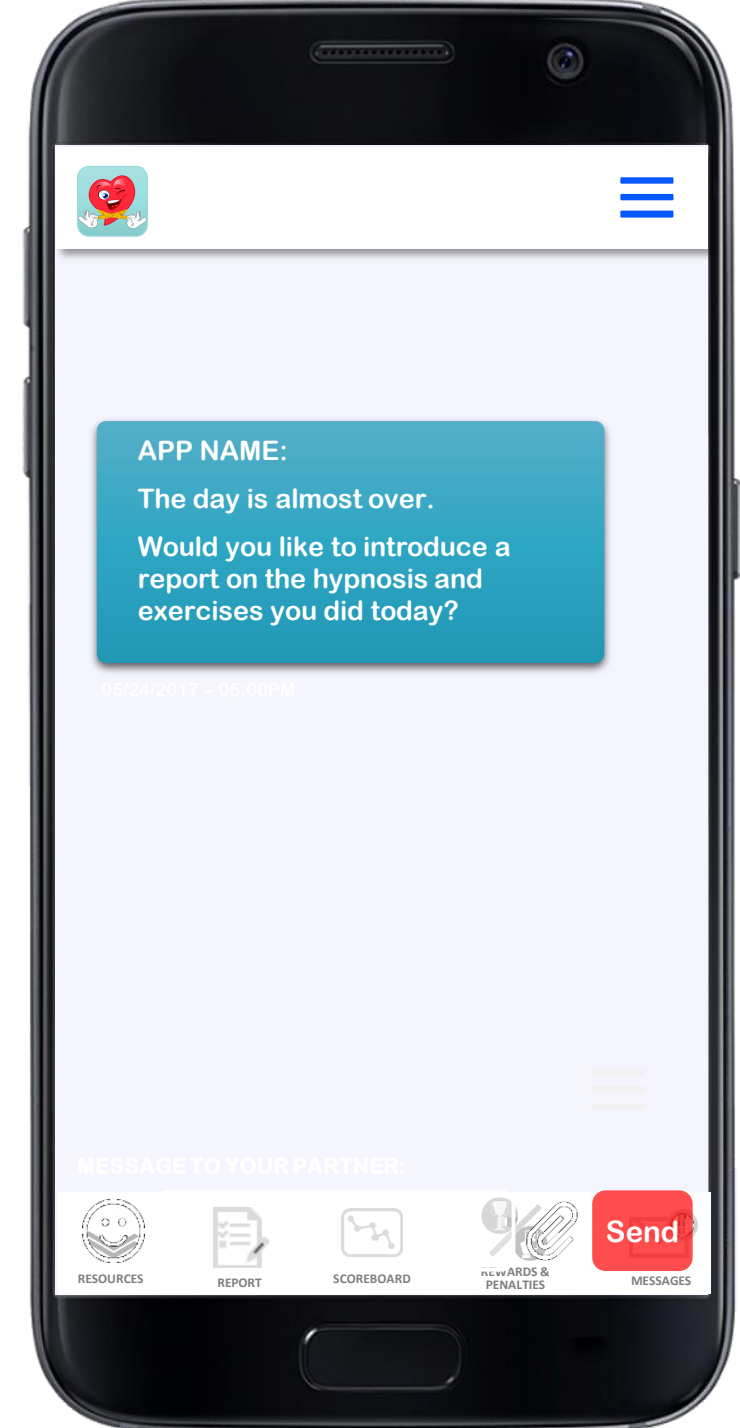 APP NAME:
The day is almost over.
Would you like to introduce a
report on the hypnosis and
exercises you did today?
05/24/2017 – 05:00PM
MESSAGE TO YOUR PARTNER:
Send
RESOURCES
REPORT
SCOREBOARD
REWARDS &
PENALTIES
MESSAGES